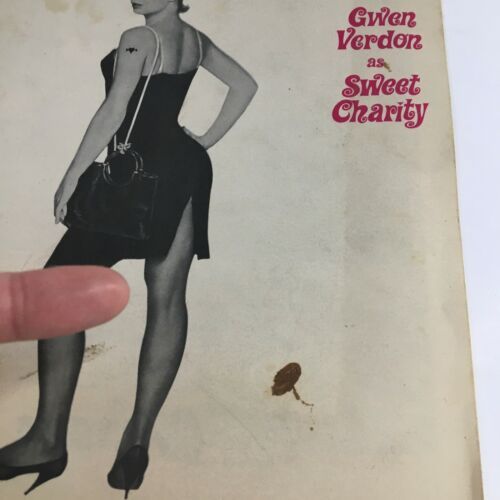 Gwen
Verdon
as
Sweet
Charity